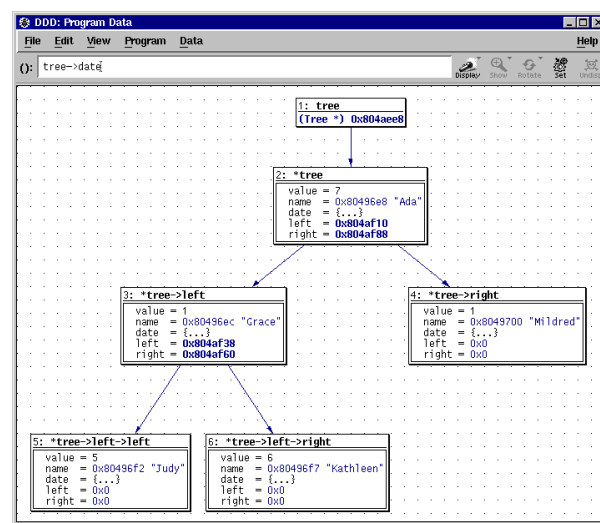 DDD: Program Data
File Edit View Program Data Help
(): tree->date
Display Show Rotate Set Undisp
1: tree
(Tree *) 0x804aee8
2: *tree
value = 7
name = 0x80496e8 "Ada"
date = {...}
left = 0x804af10
right = 0x804af88
3: *tree->left
value = 1
name = 0x80496ec "Grace"
date = {...}
left = 0x804af38
right = 0x804af60
4: *tree->right
value = 1
name = 0x8049700 "Mildred"
date = {...}
left = 0x0
right = 0x0
5: *tree->left->left
value = 5
name = 0x80496f2 "Judy"
date = {...}
left = 0x0
right = 0x0
6: *tree->left->right
value = 6
name = 0x80496f7 "Kathleen"
date = {...}
left = 0x0
right = 0x0